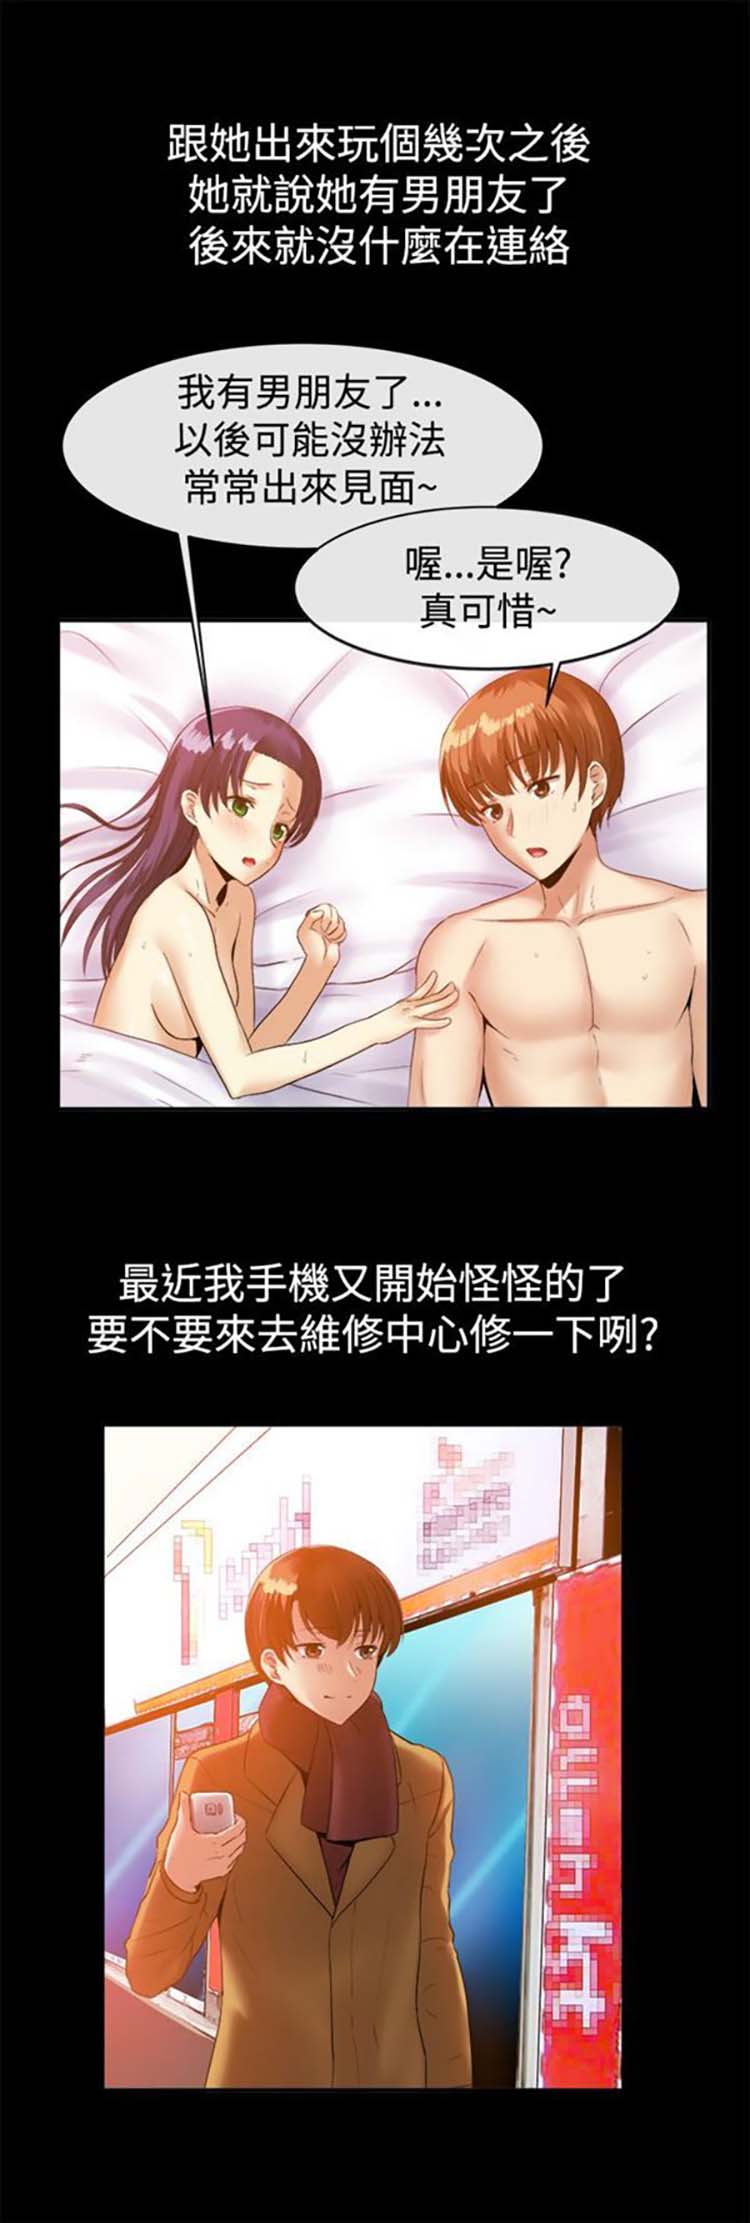 跟她出來玩個幾次之後
她就說她有男朋友了
後來就沒什麼在連絡
我有男朋友了...
以後可能沒辦法
常常出來見面~
喔...是喔?
真可惜~
最近我手機又開始怪怪的了
要不要來去維修中心修一下咧?